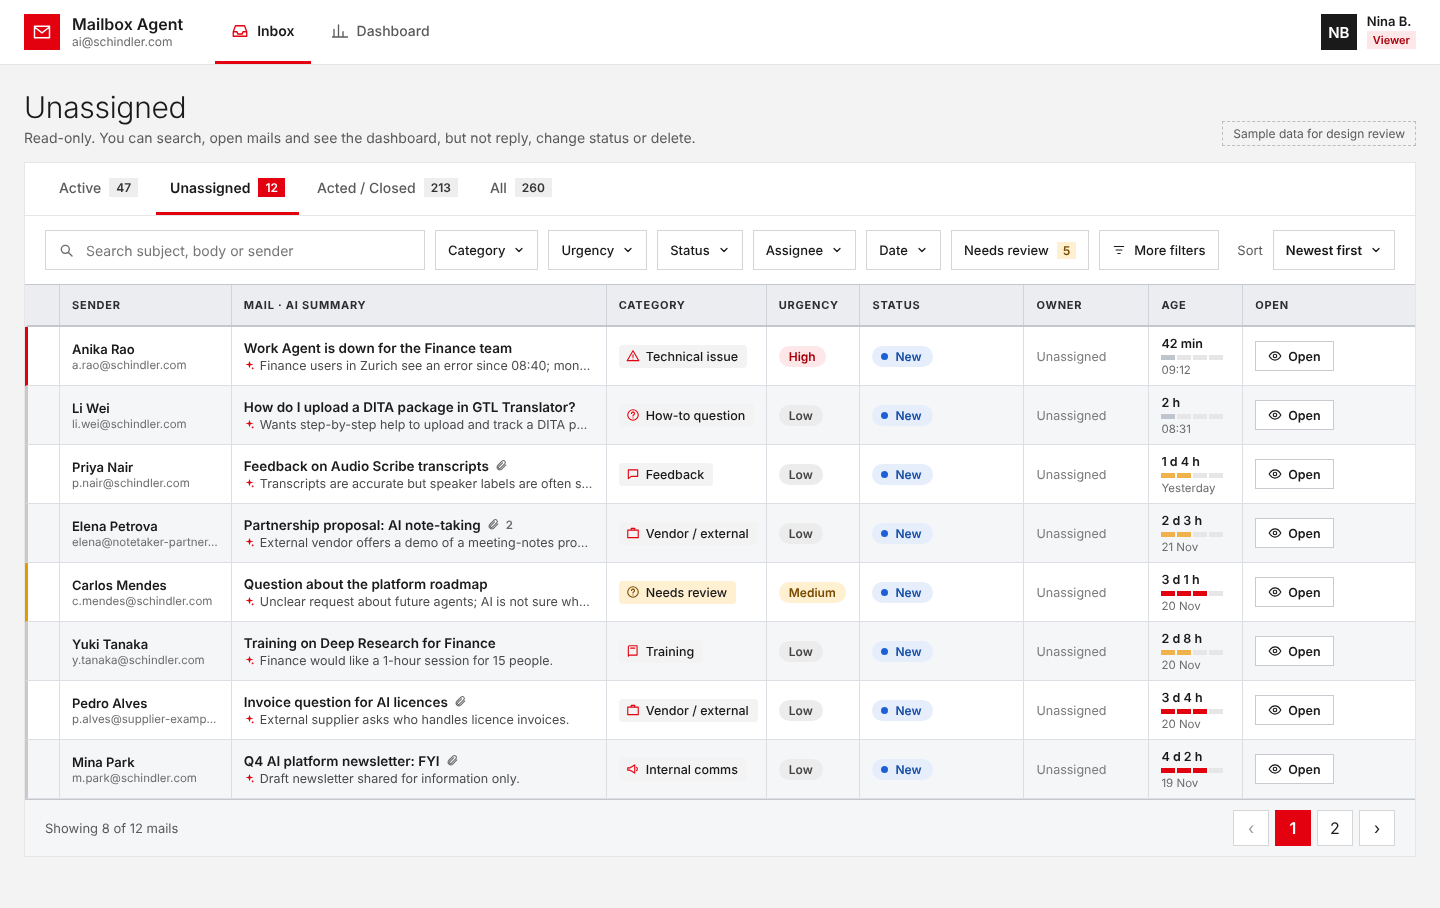 Mailbox Agent
ai@schindler.com
Inbox
Dashboard
NB
Nina B.
Viewer
Unassigned
Read-only. You can search, open mails and see the dashboard, but not reply, change status or delete.
Sample data for design review
Active 47
Unassigned 12
Acted / Closed 213
All 260
Search subject, body or sender
Category
Urgency
Status
Assignee
Date
Needs review 5
More filters
Sort
Newest first
SENDER MAIL · AI SUMMARY CATEGORY URGENCY STATUS OWNER AGE OPEN
Anika Rao
a.rao@schindler.com
Work Agent is down for the Finance team
Finance users in Zurich see an error since 08:40; mon...
Technical issue
High
New
Unassigned
42 min
09:12
Open
Li Wei
li.wei@schindler.com
How do I upload a DITA package in GTL Translator?
Wants step-by-step help to upload and track a DITA p...
How-to question
Low
New
Unassigned
2 h
08:31
Open
Priya Nair
p.nair@schindler.com
Feedback on Audio Scribe transcripts
Transcripts are accurate but speaker labels are often s...
Feedback
Low
New
Unassigned
1 d 4 h
Yesterday
Open
Elena Petrova
elena@notetaker-partner...
Partnership proposal: AI note-taking 2
External vendor offers a demo of a meeting-notes pro...
Vendor / external
Low
New
Unassigned
2 d 3 h
21 Nov
Open
Carlos Mendes
c.mendes@schindler.com
Question about the platform roadmap
Unclear request about future agents; AI is not sure wh...
Needs review
Medium
New
Unassigned
3 d 1 h
20 Nov
Open
Yuki Tanaka
y.tanaka@schindler.com
Training on Deep Research for Finance
Finance would like a 1-hour session for 15 people.
Training
Low
New
Unassigned
2 d 8 h
20 Nov
Open
Pedro Alves
p.alves@supplier-examp...
Invoice question for AI licences
External supplier asks who handles licence invoices.
Vendor / external
Low
New
Unassigned
3 d 4 h
20 Nov
Open
Mina Park
m.park@schindler.com
Q4 AI platform newsletter: FYI
Draft newsletter shared for information only.
Internal comms
Low
New
Unassigned
4 d 2 h
19 Nov
Open
Showing 8 of 12 mails
‹ 1 2 ›